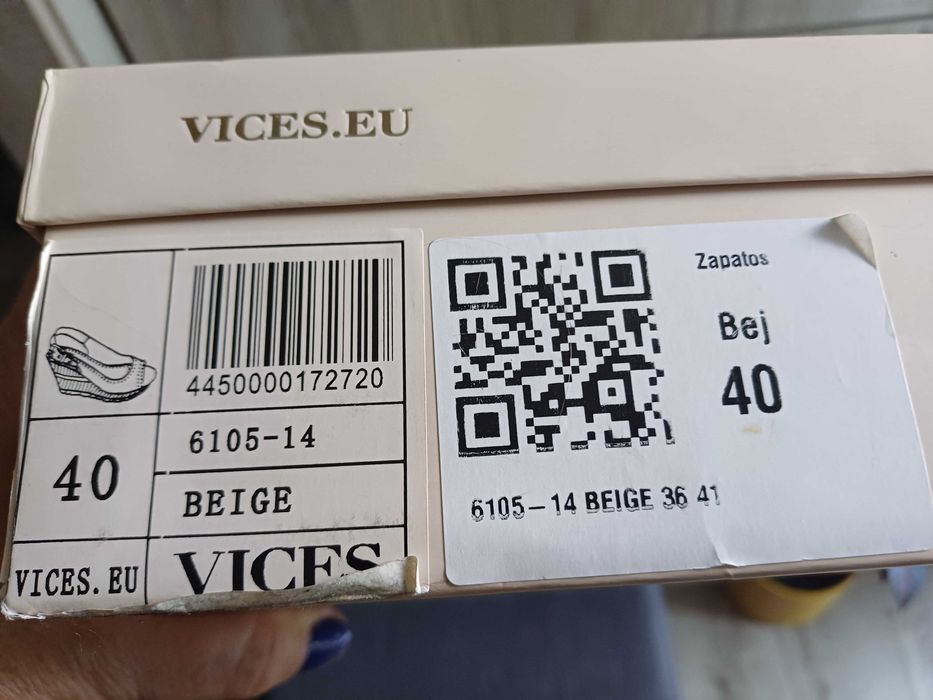 VICES.EU
4450000172720
6105-14
40
BEIGE
VICES.EU
VICES
Zapatos
Bej
40
6105-14 BEIGE 36 41